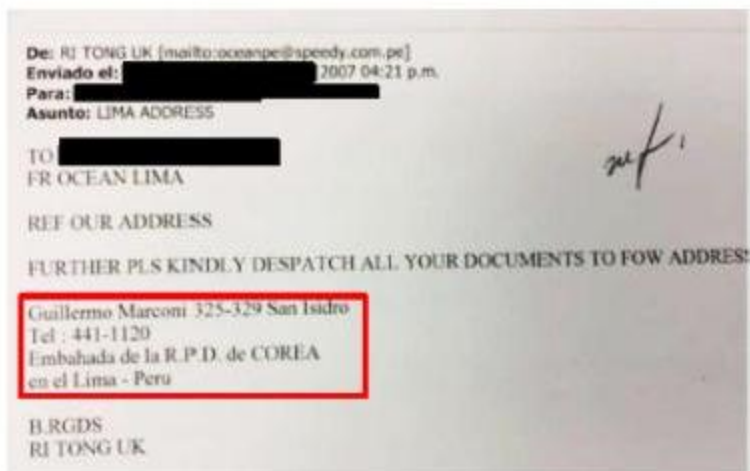 De: RI TONG UK [mailto:oceanpe@speedy.com.pe]
Enviado el: 2007 04:21 p.m.
Para:
Asunto: LIMA ADDRESS
TO
FR OCEAN LIMA
REF OUR ADDRESS
FURTHER PLS KINDLY DESPATCH ALL YOUR DOCUMENTS TO FOW ADDRES
Guillermo Marconi 325-329 San Isidro
Tel : 441-1120
Embahada de la R.P.D. de COREA
en el Lima - Peru
B.RGDS
RI TONG UK